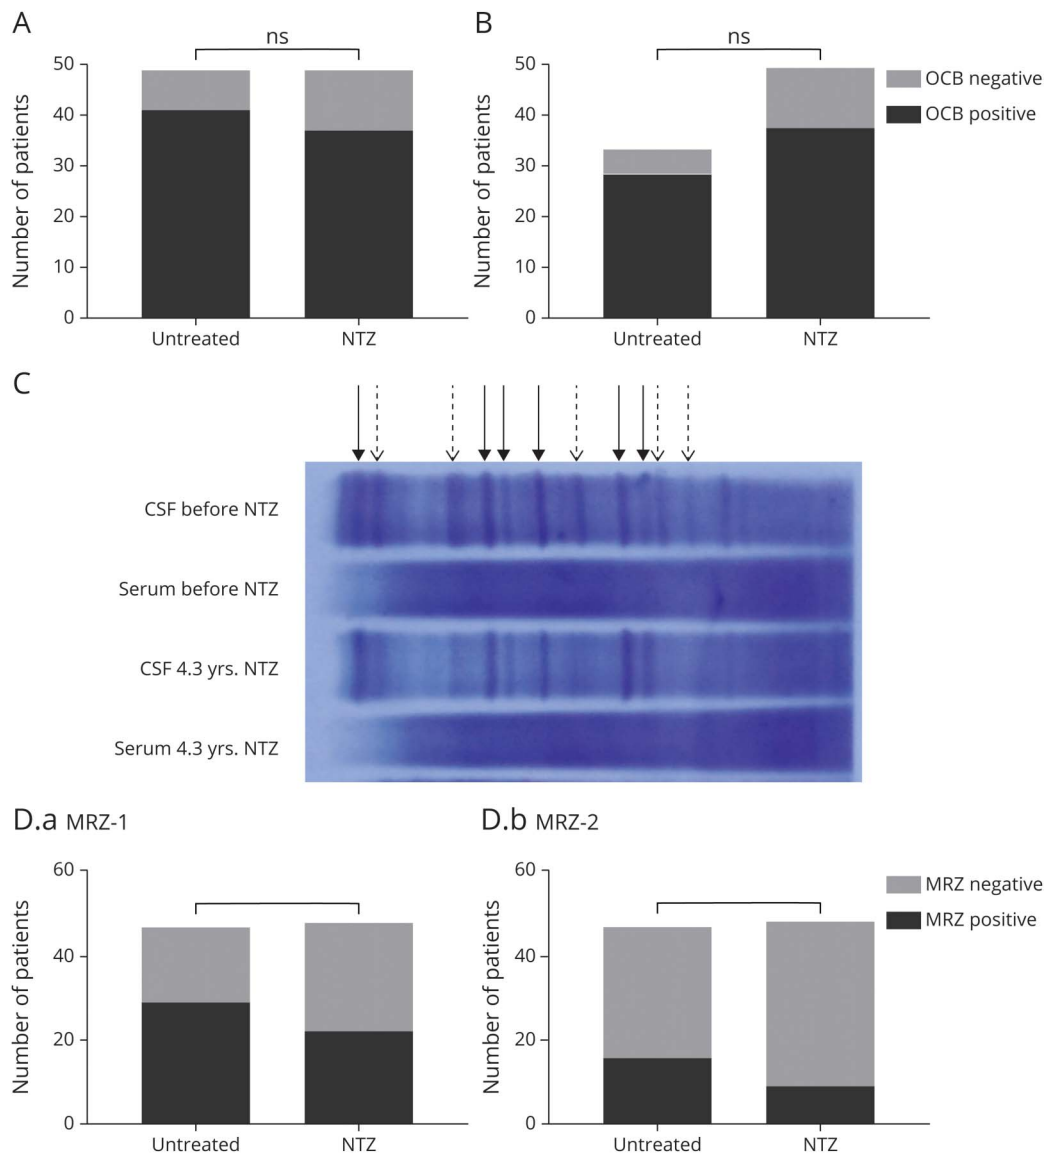 A
ns
Number of patients
50
40
30
20
10
0
Untreated
NTZ
B
ns
Number of patients
50
40
30
20
10
0
Untreated
NTZ
OCB negative
OCB positive
C
CSF before NTZ
Serum before NTZ
CSF 4.3 yrs. NTZ
Serum 4.3 yrs. NTZ
D.a MRZ-1
Number of patients
60
40
20
0
Untreated
NTZ
D.b MRZ-2
Number of patients
60
40
20
0
Untreated
NTZ
MRZ negative
MRZ positive